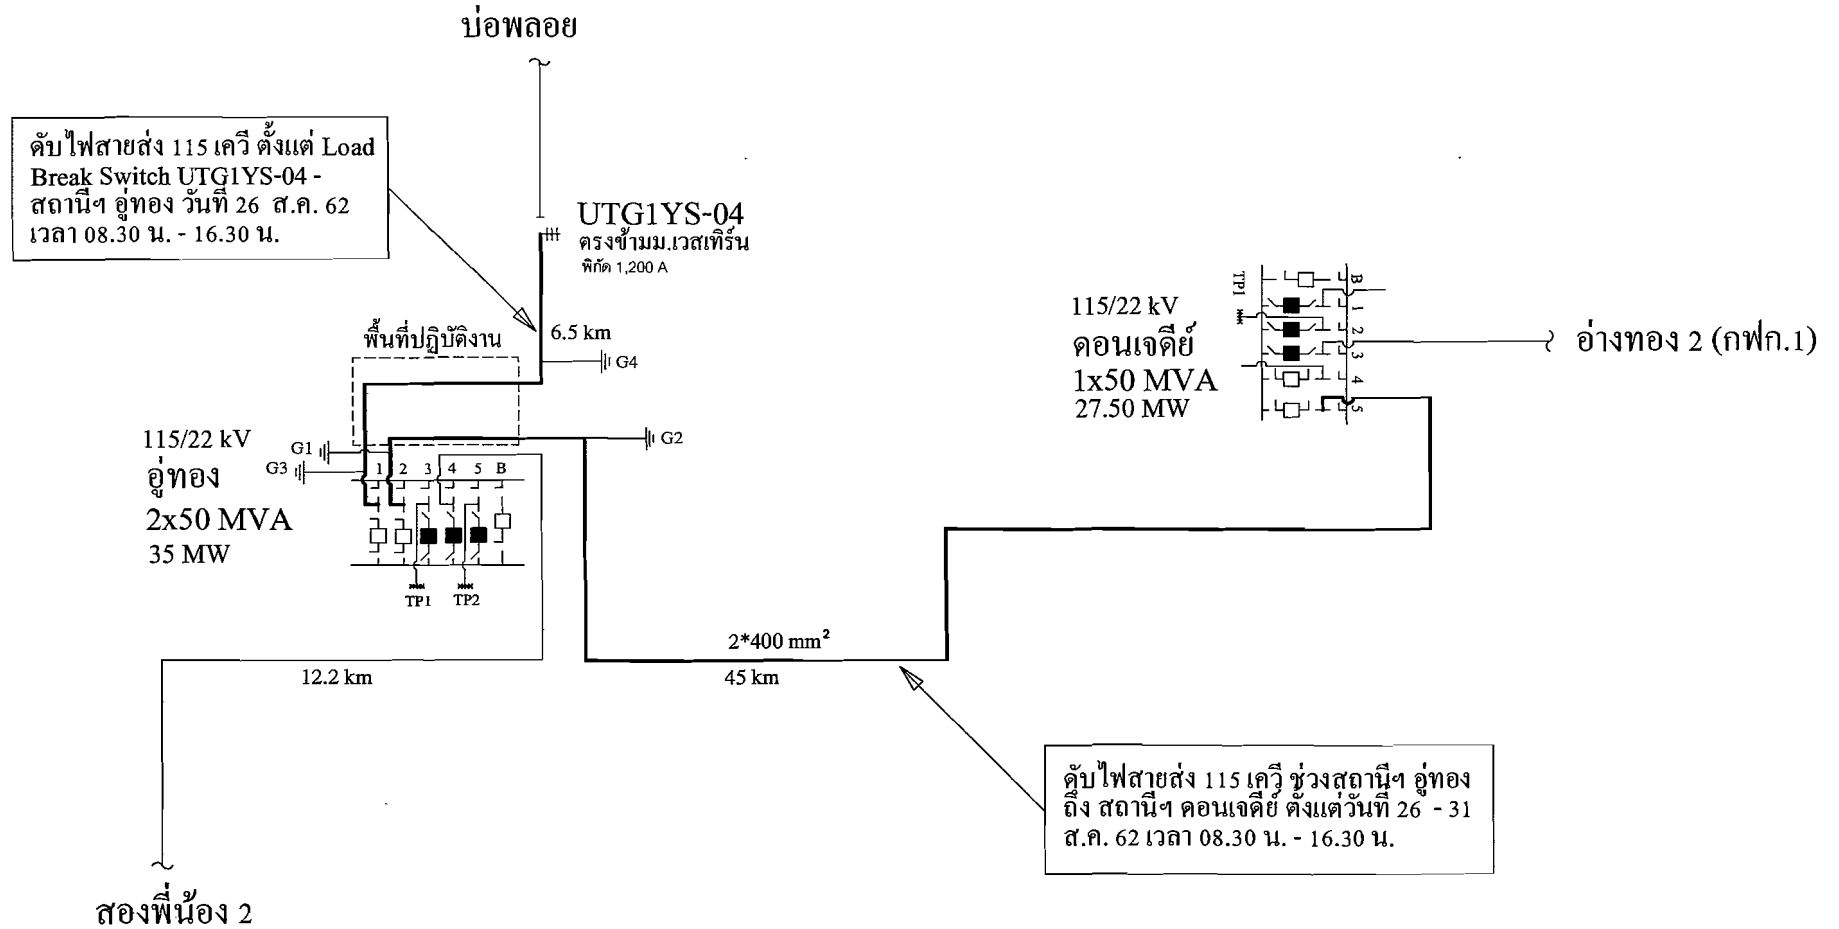 บ่อพลอย
ดับไฟสายส่ง 115 เควี ตั้งแต่ Load
Break Switch UTG1YS-04 -
สถานีฯ อู่ทอง วันที่ 26 ส.ค. 62
เวลา 08.30 น. - 16.30 น.
UTG1YS-04
ตรงข้ามม.เวสเทิร์น
พิกัด 1,200 A
6.5 km
พื้นที่ปฏิบัติงาน
G4
G2
G1
G3
115/22 kV
อู่ทอง
2x50 MVA
35 MW
1 2 3 4 5 B
TP1 TP2
115/22 kV
ดอนเจดีย์
1x50 MVA
27.50 MW
TP1
B
1
2
3
4
5
อ่างทอง 2 (กฟก.1)
2*400 mm²
45 km
12.2 km
ดับไฟสายส่ง 115 เควี ช่วงสถานีฯ อู่ทอง
ถึง สถานีฯ ดอนเจดีย์ ตั้งแต่วันที่ 26 - 31
ส.ค. 62 เวลา 08.30 น. - 16.30 น.
สองพี่น้อง 2